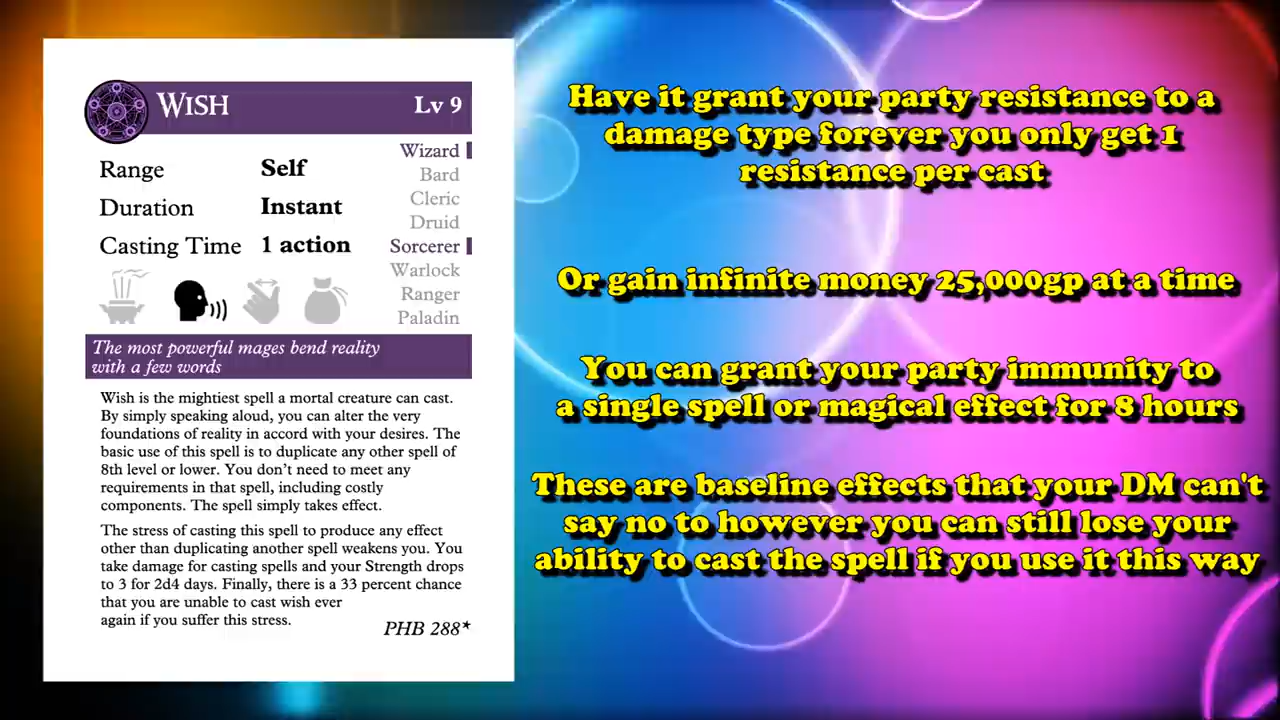 WISH
Lv 9
Range Self
Duration Instant
Casting Time 1 action
Wizard
Bard
Cleric
Druid
Sorcerer
Warlock
Ranger
Paladin
The most powerful mages bend reality
with a few words
Wish is the mightiest spell a mortal creature can cast.
By simply speaking aloud, you can alter the very
foundations of reality in accord with your desires. The
basic use of this spell is to duplicate any other spell of
8th level or lower. You don't need to meet any
requirements in that spell, including costly
components. The spell simply takes effect.
The stress of casting this spell to produce any effect
other than duplicating another spell weakens you. You
take damage for casting spells and your Strength drops
to 3 for 2d4 days. Finally, there is a 33 percent chance
that you are unable to cast wish ever
again if you suffer this stress.
PHB 288*
Have it grant your party resistance to a
damage type forever you only get 1
resistance per cast
Or gain infinite money 25,000gp at a time
You can grant your party immunity to
a single spell or magical effect for 8 hours
These are baseline effects that your DM can't
say no to however you can still lose your
ability to cast the spell if you use it this way